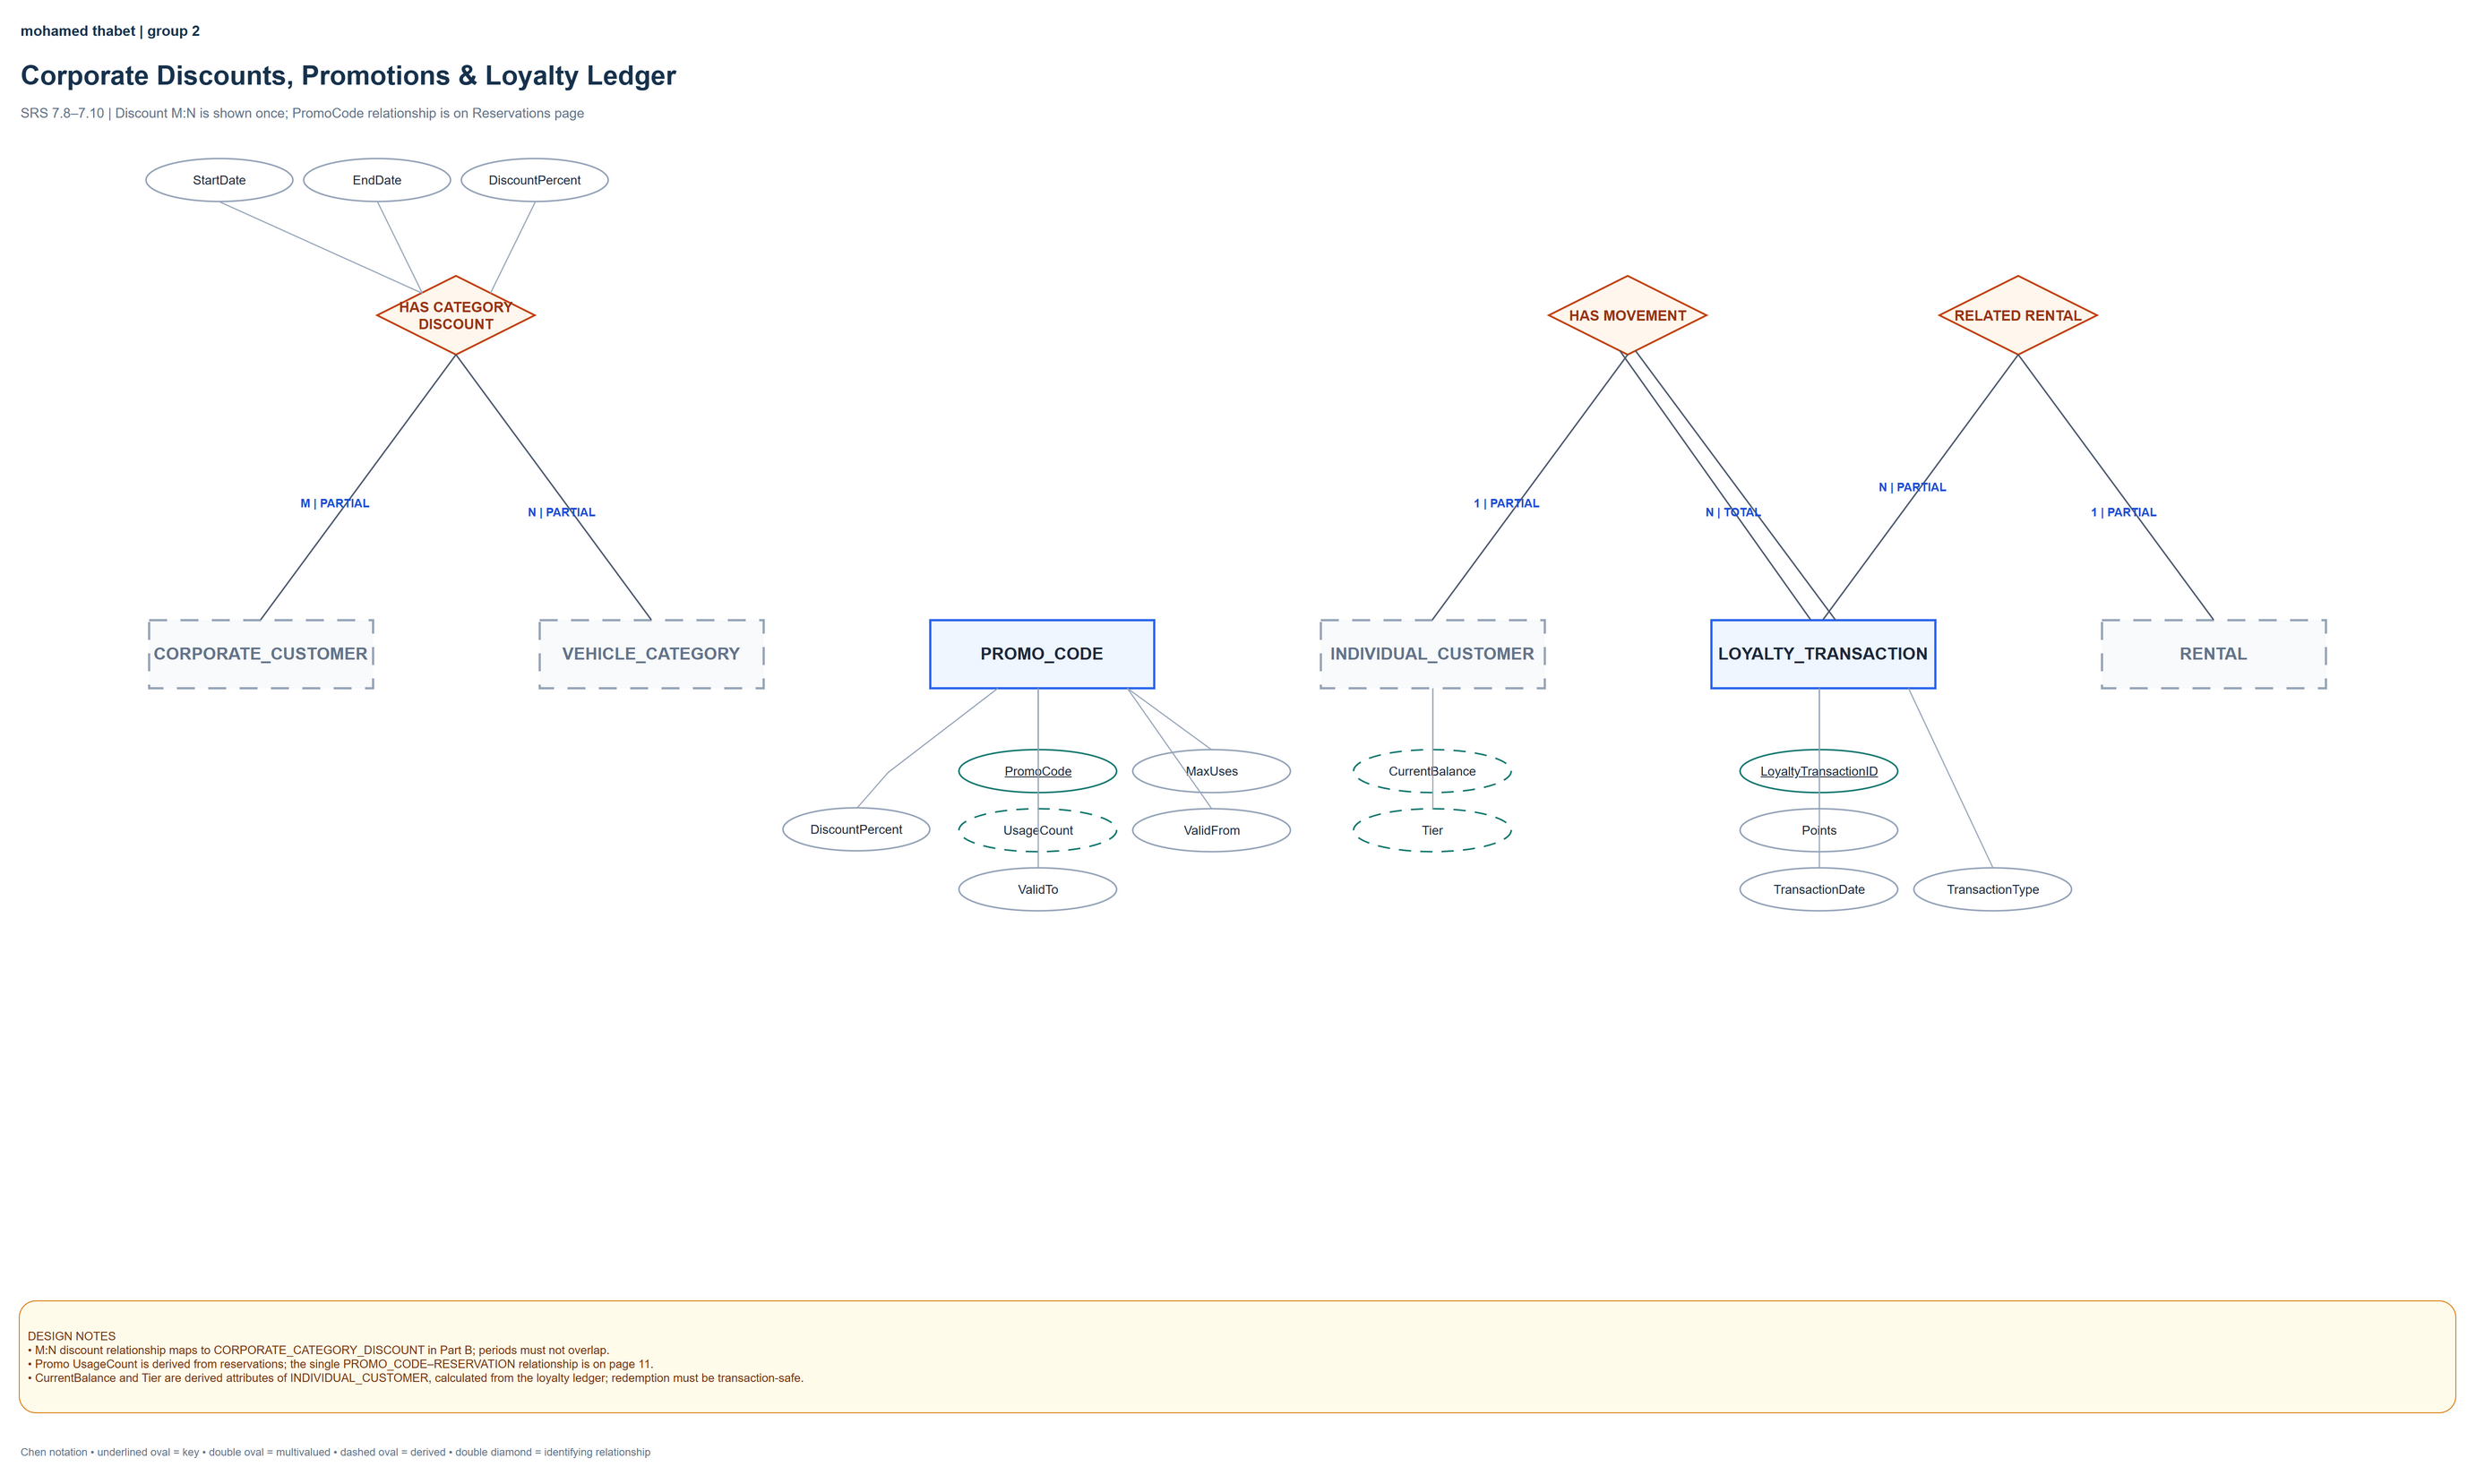 mohamed thabet | group 2
Corporate Discounts, Promotions & Loyalty Ledger
SRS 7.8–7.10 | Discount M:N is shown once; PromoCode relationship is on Reservations page
StartDate
EndDate
DiscountPercent
HAS CATEGORY
DISCOUNT
HAS MOVEMENT
RELATED RENTAL
M | PARTIAL
N | PARTIAL
1 | PARTIAL
N | TOTAL
N | PARTIAL
1 | PARTIAL
CORPORATE_CUSTOMER
VEHICLE_CATEGORY
PROMO_CODE
INDIVIDUAL_CUSTOMER
LOYALTY_TRANSACTION
RENTAL
PromoCode
MaxUses
CurrentBalance
LoyaltyTransactionID
DiscountPercent
UsageCount
ValidFrom
Tier
Points
ValidTo
TransactionDate
TransactionType
DESIGN NOTES
• M:N discount relationship maps to CORPORATE_CATEGORY_DISCOUNT in Part B; periods must not overlap.
• Promo UsageCount is derived from reservations; the single PROMO_CODE–RESERVATION relationship is on page 11.
• CurrentBalance and Tier are derived attributes of INDIVIDUAL_CUSTOMER, calculated from the loyalty ledger; redemption must be transaction-safe.
Chen notation • underlined oval = key • double oval = multivalued • dashed oval = derived • double diamond = identifying relationship